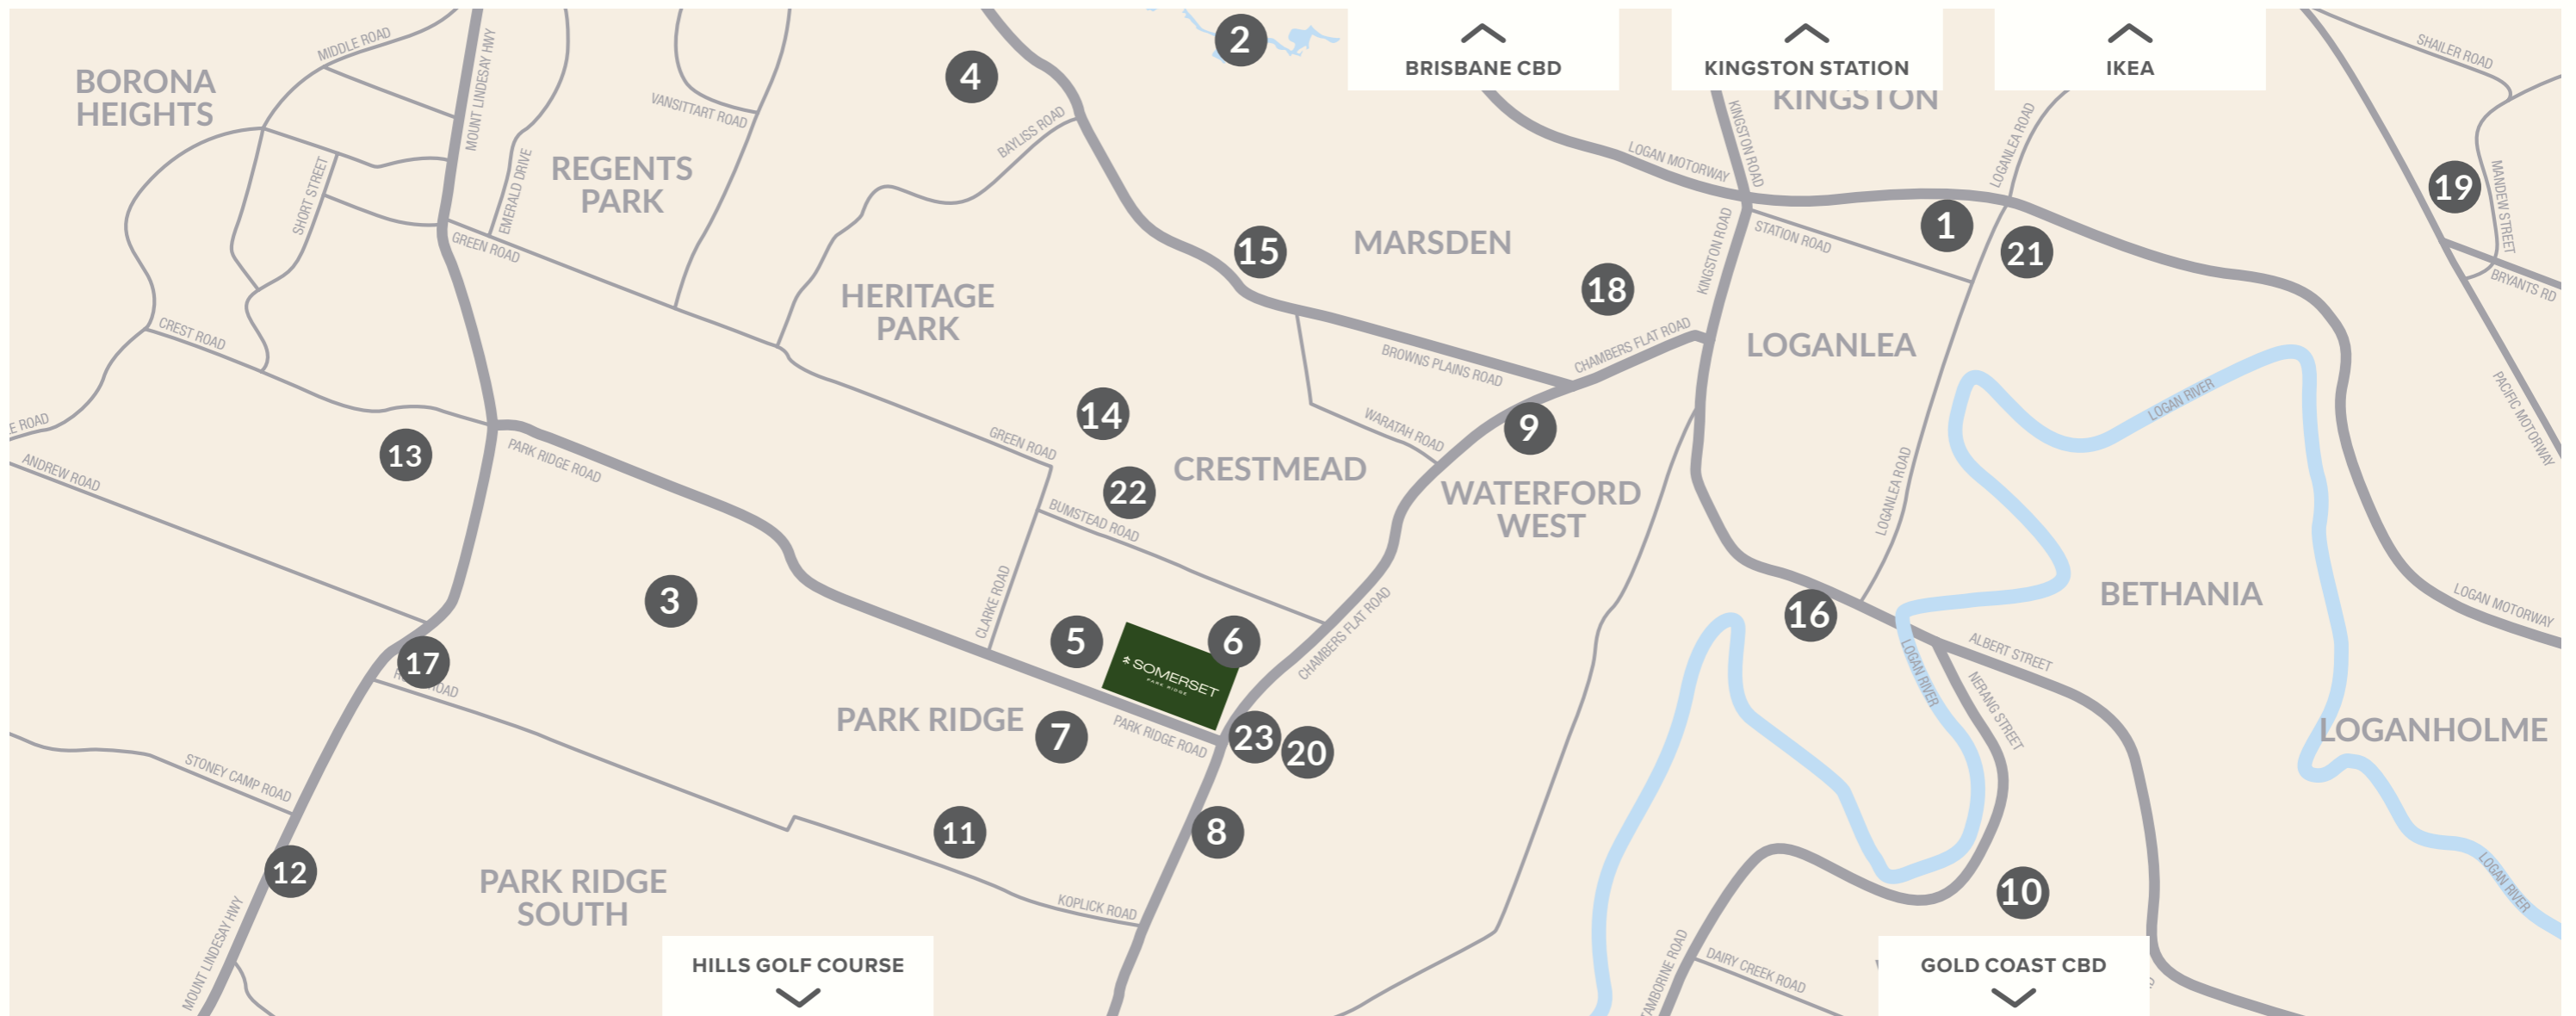 BRISBANE CBD
KINGSTON STATION
IKEA
MIDDLE ROAD
MOUNT LINDESAY HWY
2
SHAILER ROAD
BORONA
HEIGHTS
4
VANSITTART ROAD
BAYLISS ROAD
KINGSTON
KINGSTON ROAD
LOGANLEA ROAD
LOGAN MOTORWAY
REGENTS
PARK
SHORT STREET
EMERALD DRIVE
GREEN ROAD
19
MANDEW STREET
15
MARSDEN
KINGSTON ROAD
STATION ROAD
1
21
BRYANTS RD
18
HERITAGE
PARK
CREST ROAD
BROWNS PLAINS ROAD
CHAMBERS FLAT ROAD
LOGANLEA
LOGAN RIVER
PACIFIC MOTORWAY
E ROAD
ANDREW ROAD
13
PARK RIDGE ROAD
14
GREEN ROAD
22
CRESTMEAD
WARATAH ROAD
9
WATERFORD
WEST
LOGANLEA ROAD
BUMSTEAD ROAD
CLARKE ROAD
3
5
6
SOMERSET
PARK RIDGE
CHAMBERS FLAT ROAD
16
BETHANIA
LOGAN MOTORWAY
ALBERT STREET
LOGAN RIVER
NERANG STREET
17
OAD
STONEY CAMP ROAD
PARK RIDGE
7
PARK RIDGE ROAD
23
20
LOGANHOLME
11
8
12
PARK RIDGE
SOUTH
KOPLICK ROAD
10
LOGAN RIVER
MOUNT LINDESAY HWY
HILLS GOLF COURSE
TAMBORINE ROAD
DAIRY CREEK ROAD
GOLD COAST CBD